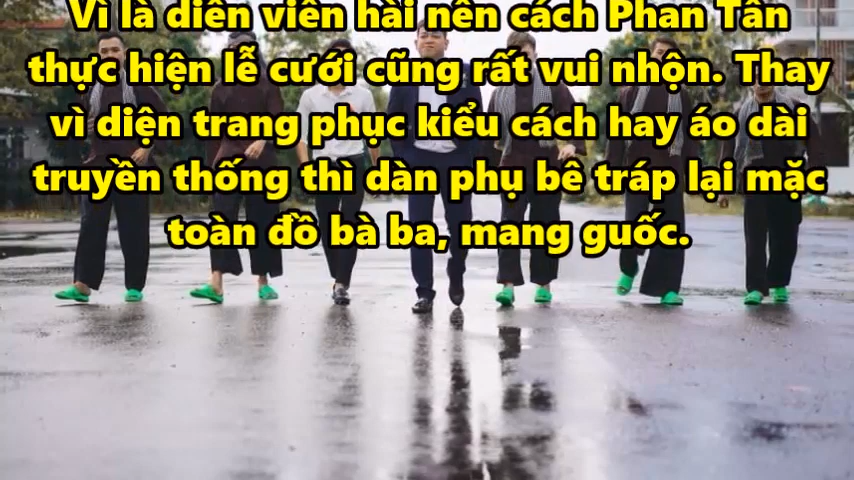 Vì là diễn viên hài nên cách Phan Tấn
thực hiện lễ cưới cũng rất vui nhộn. Thay
vì diện trang phục kiểu cách hay áo dài
truyền thống thì dàn phụ bê tráp lại mặc
toàn đồ bà ba, mang guốc.